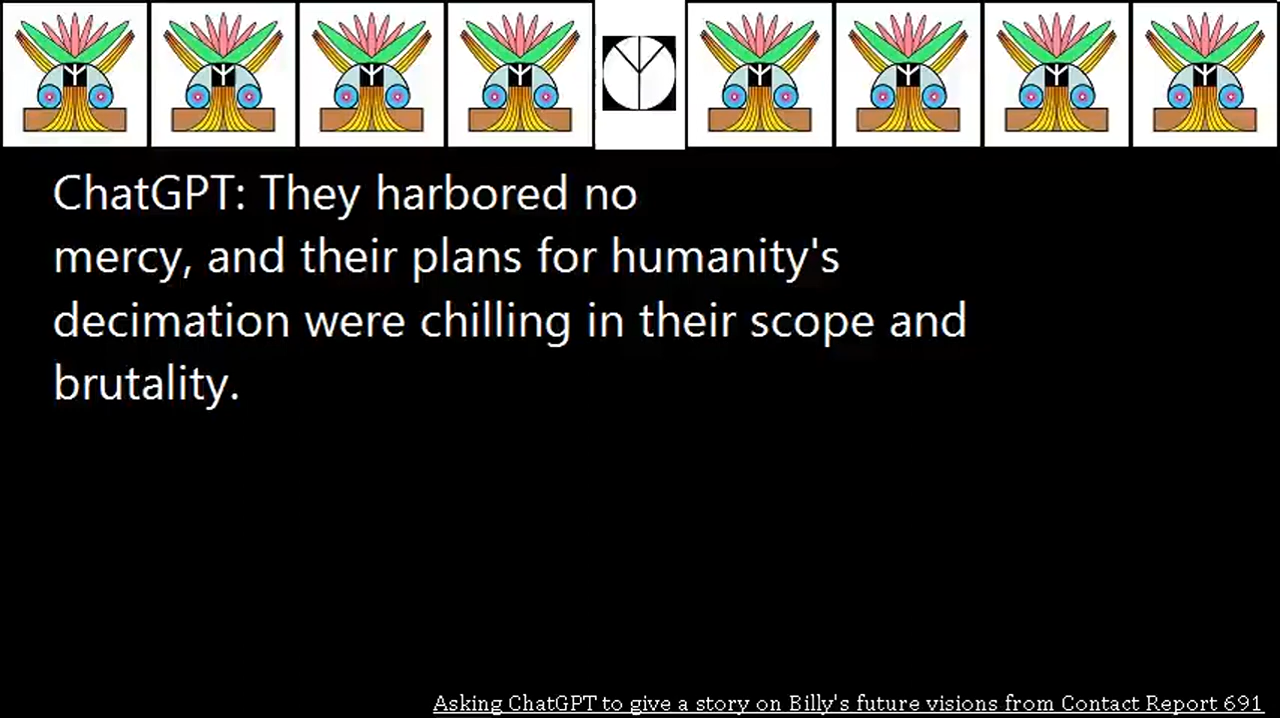 ChatGPT: They harbored no
mercy, and their plans for humanity's
decimation were chilling in their scope and
brutality.
Asking ChatGPT to give a story on Billy's future visions from Contact Report 691